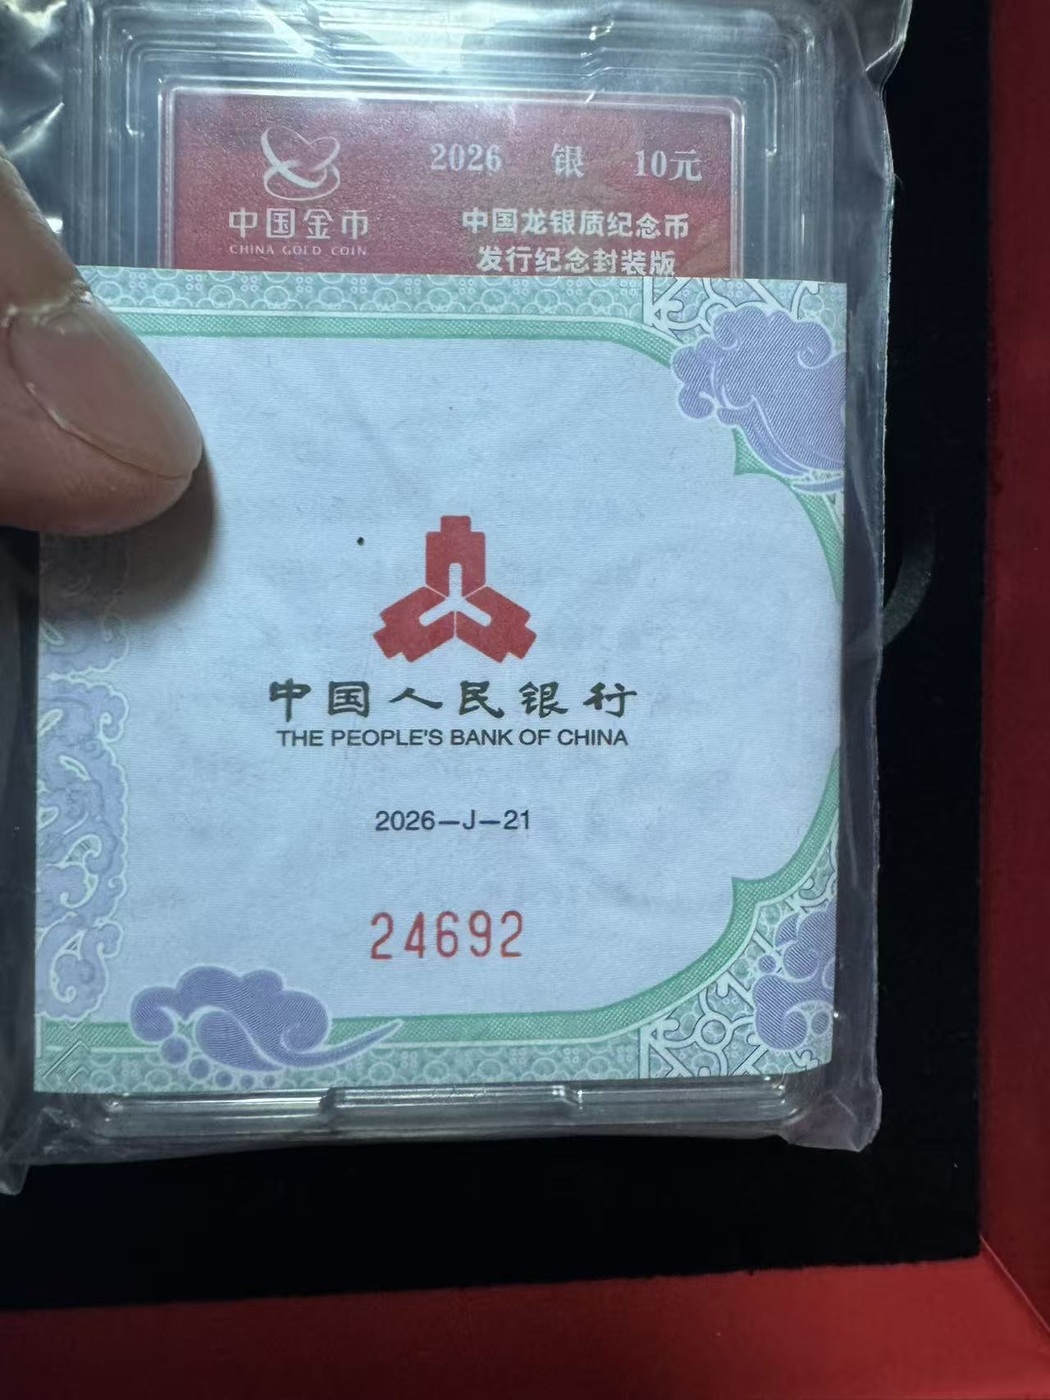 2026 银 10元
中国金币
CHINA GOLD COIN
中国龙银质纪念币
发行纪念封装版
中国人民银行
THE PEOPLE'S BANK OF CHINA
2026—J—21
24692